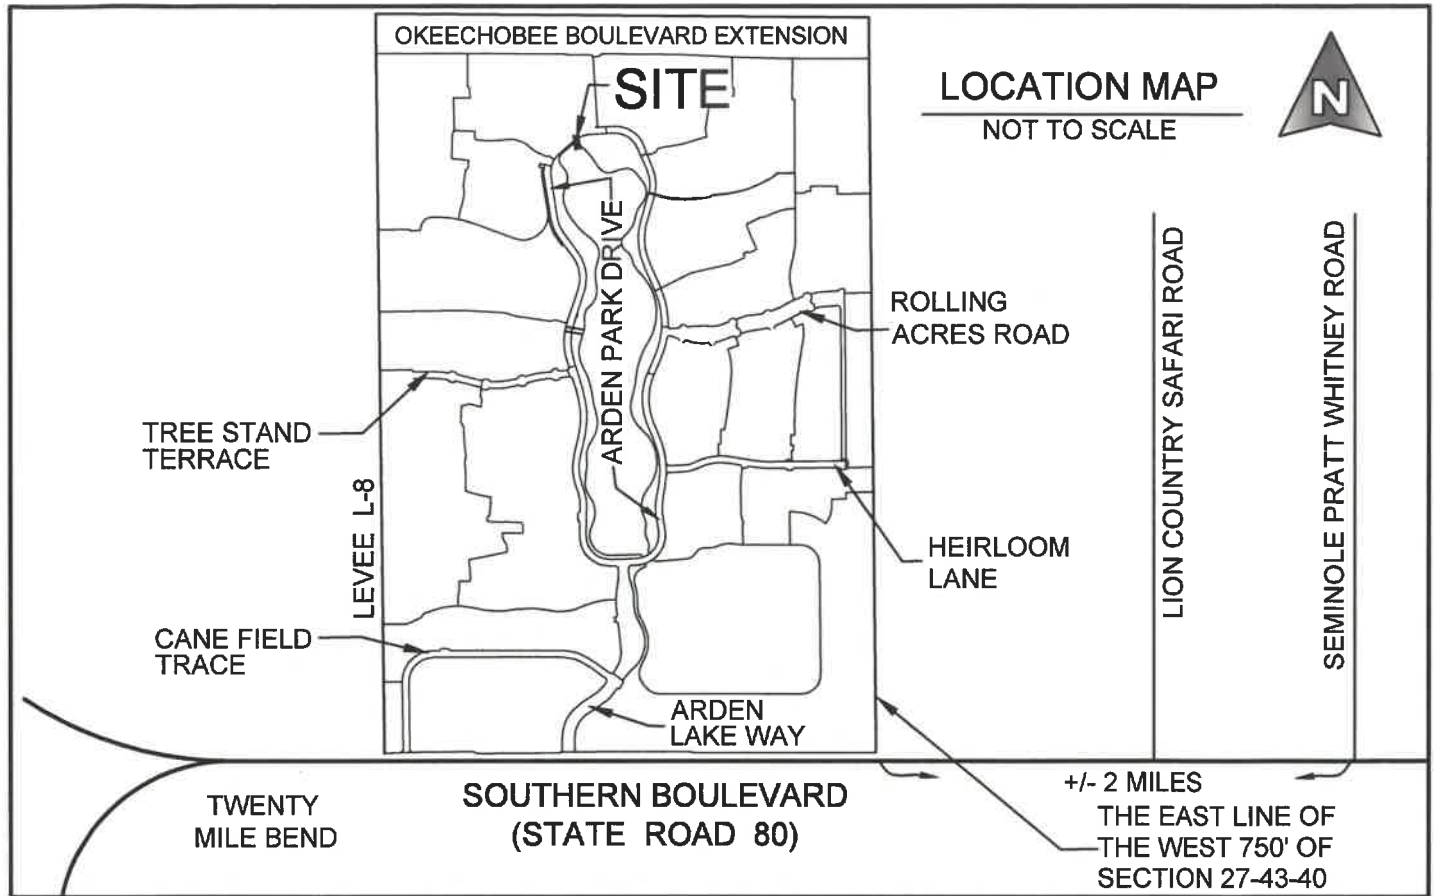 OKEECHOBEE BOULEVARD EXTENSION
SITE
LOCATION MAP
NOT TO SCALE
N
ARDEN PARK DRIVE
ROLLING
ACRES ROAD
LION COUNTRY SAFARI ROAD
SEMINOLE PRATT WHITNEY ROAD
TREE STAND
TERRACE
LEVEE L-8
HEIRLOOM
LANE
CANE FIELD
TRACE
ARDEN
LAKE WAY
TWENTY
MILE BEND
SOUTHERN BOULEVARD
(STATE ROAD 80)
+/- 2 MILES
THE EAST LINE OF
THE WEST 750' OF
SECTION 27-43-40